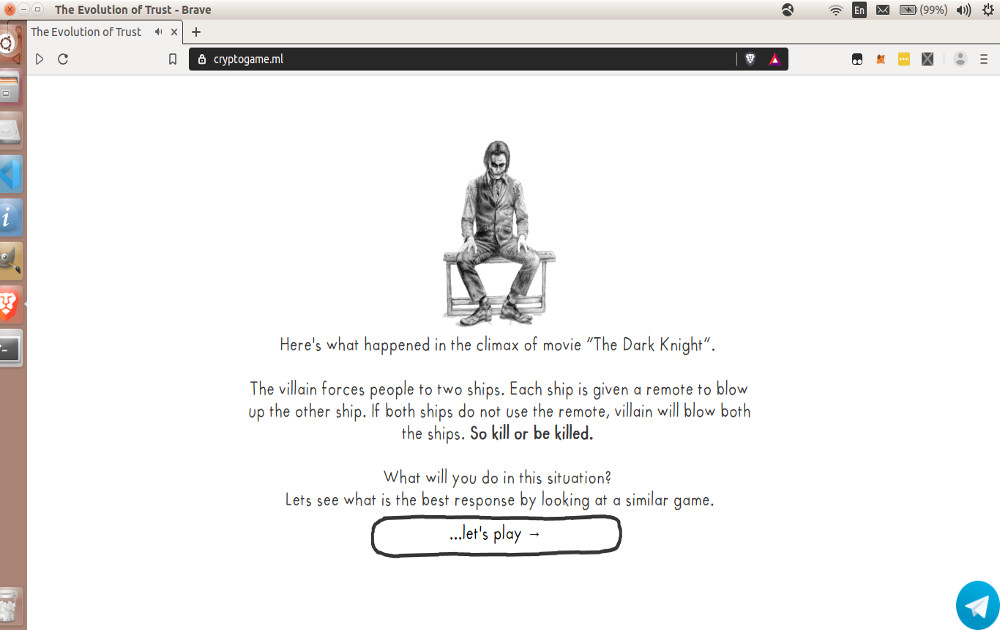 The Evolution of Trust - Brave
En
(99%)
The Evolution of Trust
cryptogame.ml
Here's what happened in the climax of movie "The Dark Knight".
The villain forces people to two ships. Each ship is given a remote to blow
up the other ship. If both ships do not use the remote, villain will blow both
the ships. So kill or be killed.
What will you do in this situation?
Lets see what is the best response by looking at a similar game.
...let's play →